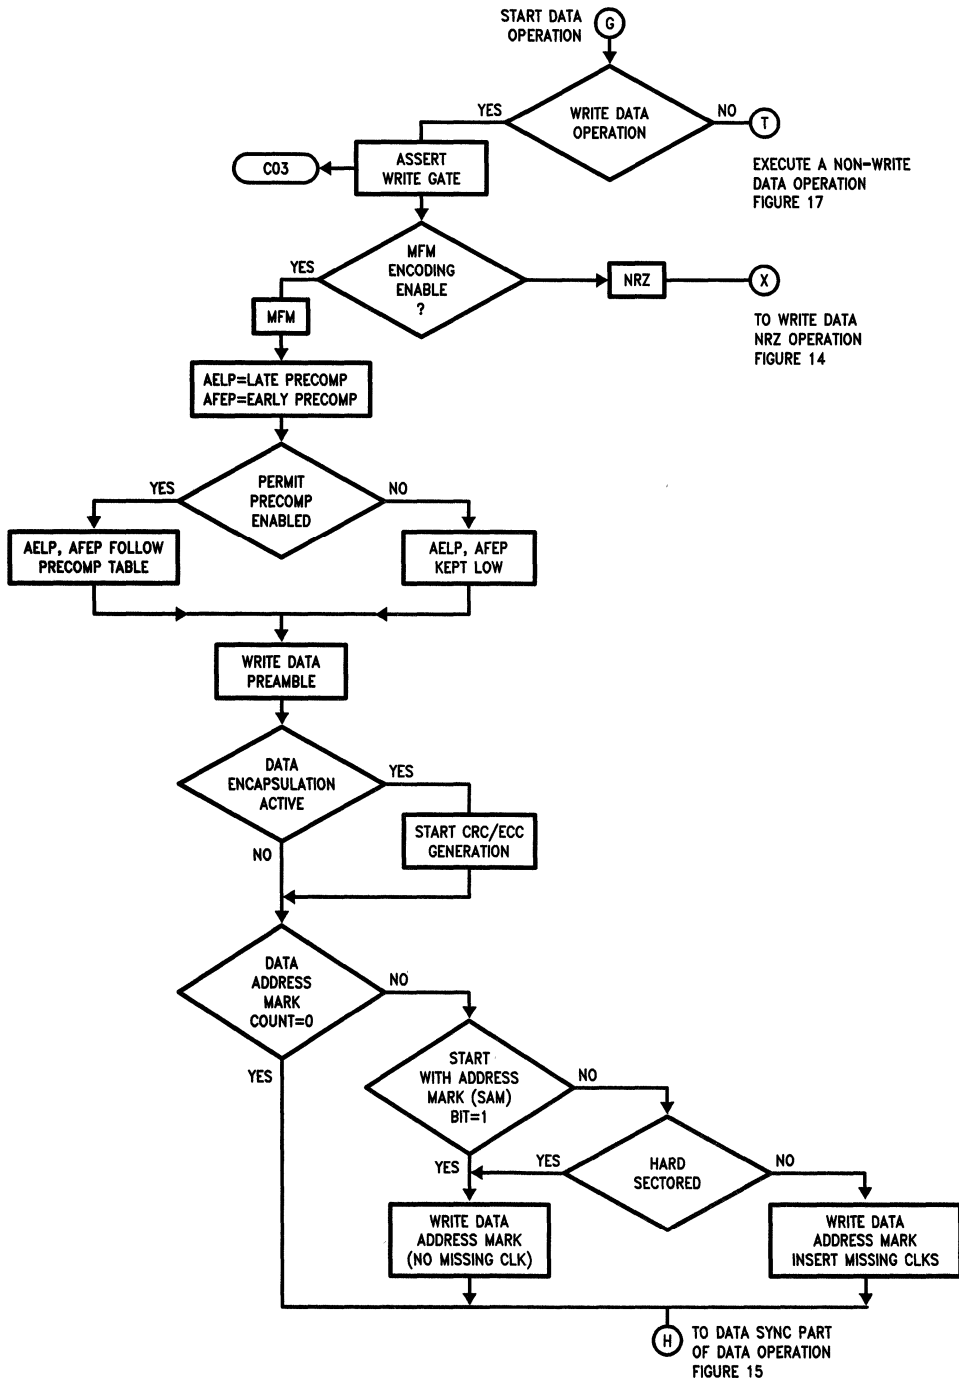 START DATA
OPERATION
G
WRITE DATA
OPERATION
YES
NO
T
EXECUTE A NON-WRITE
DATA OPERATION
FIGURE 17
ASSERT
WRITE GATE
C03
MFM
ENCODING
ENABLE
?
YES
NRZ
X
TO WRITE DATA
NRZ OPERATION
FIGURE 14
MFM
AELP=LATE PRECOMP
AFEP=EARLY PRECOMP
PERMIT
PRECOMP
ENABLED
YES
NO
AELP, AFEP FOLLOW
PRECOMP TABLE
AELP, AFEP
KEPT LOW
WRITE DATA
PREAMBLE
DATA
ENCAPSULATION
ACTIVE
YES
NO
START CRC/ECC
GENERATION
DATA
ADDRESS
MARK
COUNT=0
NO
YES
START
WITH ADDRESS
MARK (SAM)
BIT=1
NO
YES
YES
HARD
SECTORED
NO
WRITE DATA
ADDRESS MARK
(NO MISSING CLK)
WRITE DATA
ADDRESS MARK
INSERT MISSING CLKS
H
TO DATA SYNC PART
OF DATA OPERATION
FIGURE 15